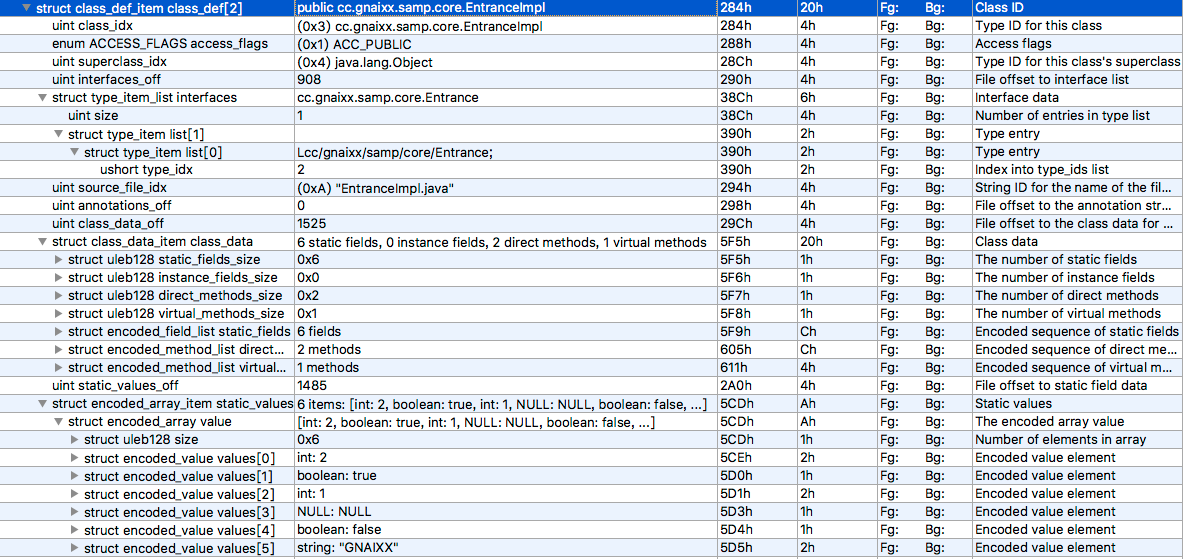 struct class_def_item class_def[2] public cc.gnaixx.samp.core.EntranceImpl 284h 20h Fg: Bg: Class ID
uint class_idx (0x3) cc.gnaixx.samp.core.EntranceImpl 284h 4h Fg: Bg: Type ID for this class
enum ACCESS_FLAGS access_flags (0x1) ACC_PUBLIC 288h 4h Fg: Bg: Access flags
uint superclass_idx (0x4) java.lang.Object 28Ch 4h Fg: Bg: Type ID for this class's superclass
uint interfaces_off 908 290h 4h Fg: Bg: File offset to interface list
struct type_item_list interfaces cc.gnaixx.samp.core.Entrance 38Ch 6h Fg: Bg: Interface data
uint size 1 38Ch 4h Fg: Bg: Number of entries in type list
struct type_item list[1] 390h 2h Fg: Bg: Type entry
struct type_item list[0] Lcc/gnaixx/samp/core/Entrance; 390h 2h Fg: Bg: Type entry
ushort type_idx 2 390h 2h Fg: Bg: Index into type_ids list
uint source_file_idx (0xA) "EntranceImpl.java" 294h 4h Fg: Bg: String ID for the name of the fil...
uint annotations_off 0 298h 4h Fg: Bg: File offset to the annotation str...
uint class_data_off 1525 29Ch 4h Fg: Bg: File offset to the class data for ...
struct class_data_item class_data 6 static fields, 0 instance fields, 2 direct methods, 1 virtual methods 5F5h 20h Fg: Bg: Class data
struct uleb128 static_fields_size 0x6 5F5h 1h Fg: Bg: The number of static fields
struct uleb128 instance_fields_size 0x0 5F6h 1h Fg: Bg: The number of instance fields
struct uleb128 direct_methods_size 0x2 5F7h 1h Fg: Bg: The number of direct methods
struct uleb128 virtual_methods_size 0x1 5F8h 1h Fg: Bg: The number of virtual methods
struct encoded_field_list static_fields 6 fields 5F9h Ch Fg: Bg: Encoded sequence of static fields
struct encoded_method_list direct... 2 methods 605h Ch Fg: Bg: Encoded sequence of direct me...
struct encoded_method_list virtual... 1 methods 611h 4h Fg: Bg: Encoded sequence of virtual m...
uint static_values_off 1485 2A0h 4h Fg: Bg: File offset to static field data
struct encoded_array_item static_values 6 items: [int: 2, boolean: true, int: 1, NULL: NULL, boolean: false, ...] 5CDh Ah Fg: Bg: Static values
struct encoded_array value [int: 2, boolean: true, int: 1, NULL: NULL, boolean: false, ...] 5CDh Ah Fg: Bg: The encoded array value
struct uleb128 size 0x6 5CDh 1h Fg: Bg: Number of elements in array
struct encoded_value values[0] int: 2 5CEh 2h Fg: Bg: Encoded value element
struct encoded_value values[1] boolean: true 5D0h 1h Fg: Bg: Encoded value element
struct encoded_value values[2] int: 1 5D1h 2h Fg: Bg: Encoded value element
struct encoded_value values[3] NULL: NULL 5D3h 1h Fg: Bg: Encoded value element
struct encoded_value values[4] boolean: false 5D4h 1h Fg: Bg: Encoded value element
struct encoded_value values[5] string: "GNAIXX" 5D5h 2h Fg: Bg: Encoded value element